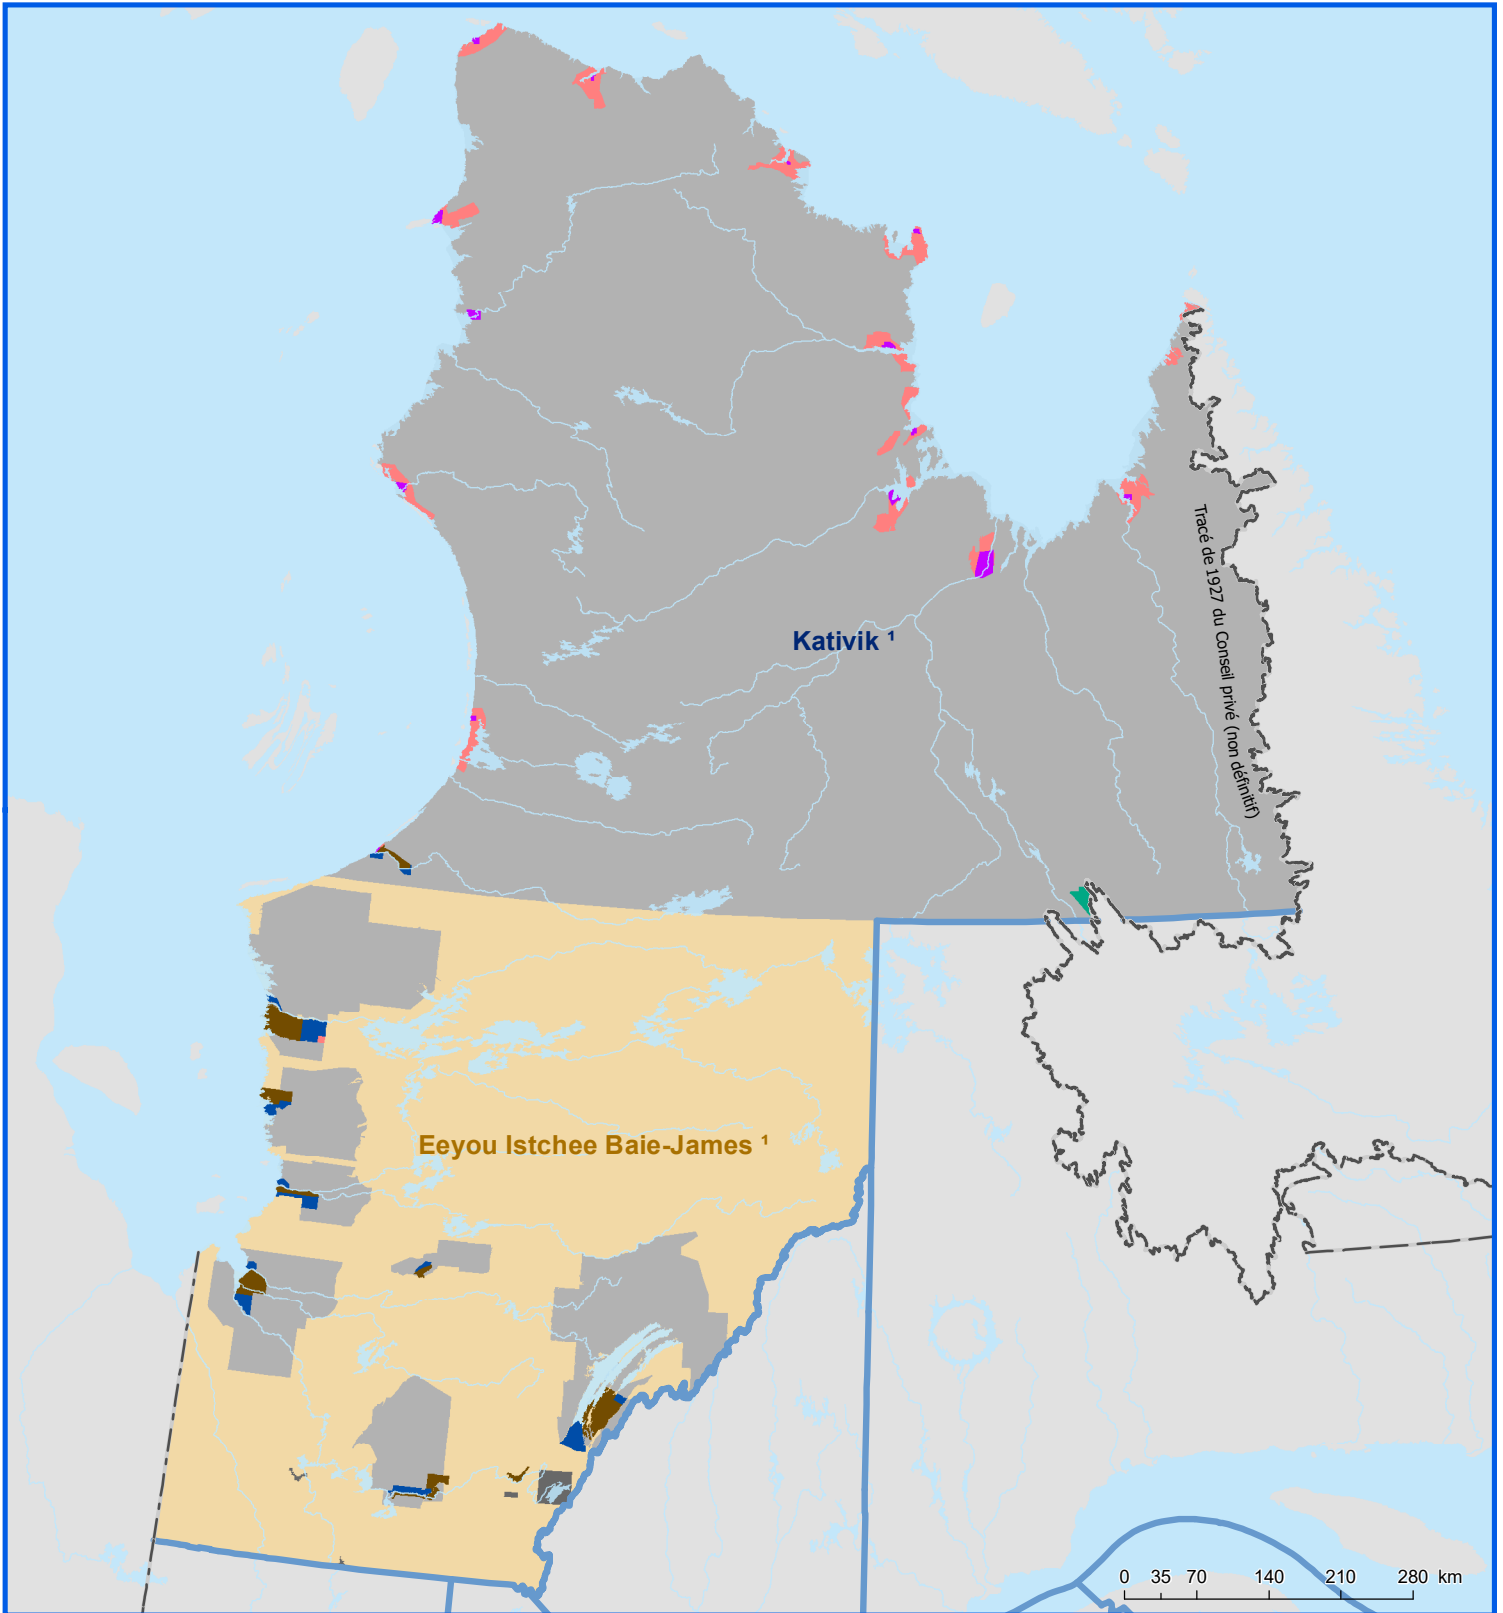 Kativik ¹
Tracé de 1927 du Conseil privé (non définitif)
Eeyou Istchee Baie-James ¹
0 35 70 140 210 280 km